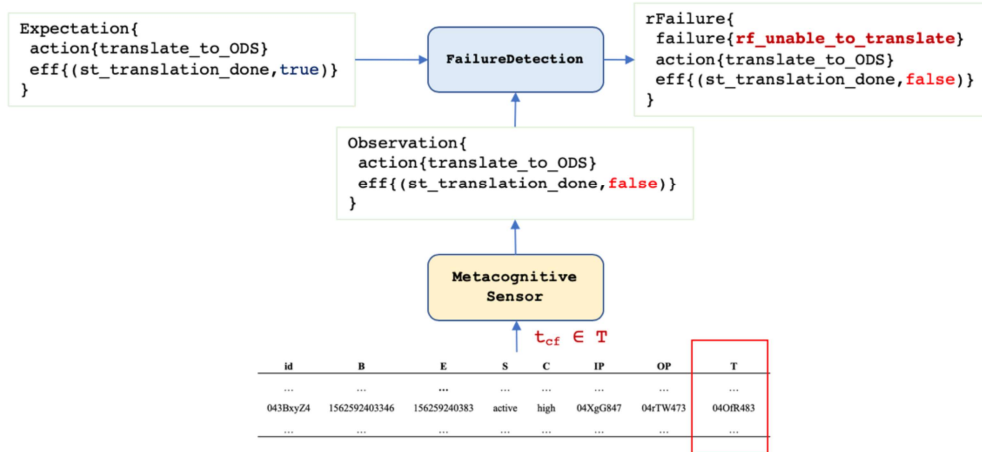 Expectation{
action{translate_to_ODS}
eff{(st_translation_done,true)}
}
FailureDetection
rFailure{
failure{rf_unable_to_translate}
action{translate_to_ODS}
eff{(st_translation_done,false)}
}
Observation{
action{translate_to_ODS}
eff{(st_translation_done,false)}
}
Metacognitive
Sensor
tcf ∈ T
id B E S C IP OP T
... ... ... ... ... ... ... ...
043BxyZ4 1562592403346 156259240383 active high 04XgG847 04rTW473 04OfR483
... ... ... ... ... ... ... ...